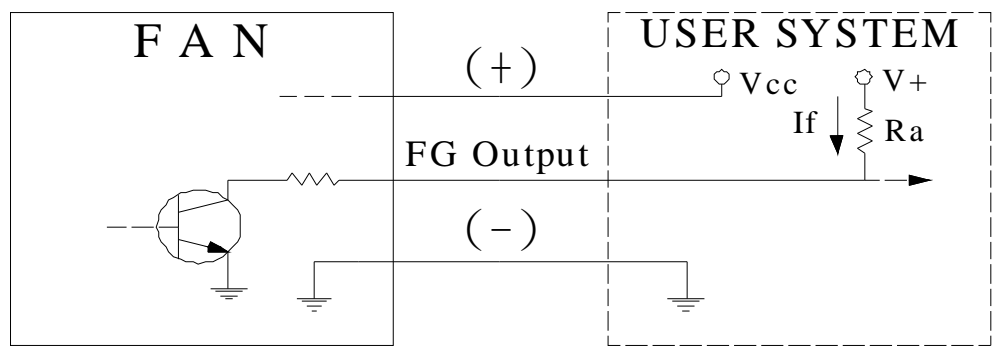 F A N
USER SYSTEM
(+)
Vcc
V+
If
Ra
FG Output
(-)